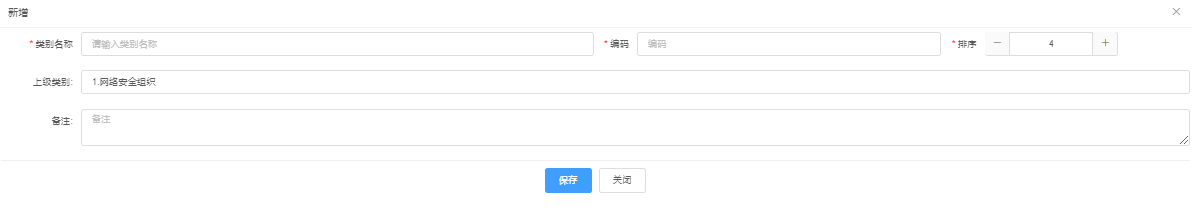 新增
* 类别名称 请输入类别名称 * 编码 编码 * 排序 4
上级类别: 1.网络安全组织
备注: 备注
保存 关闭